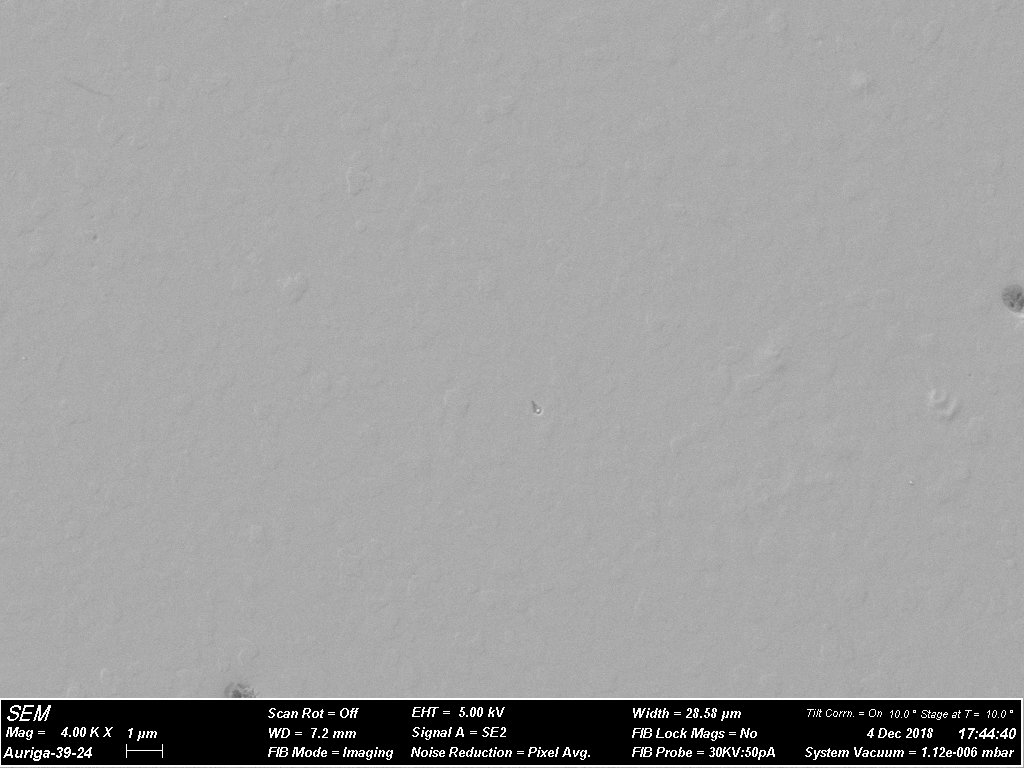 SEM
Mag = 4.00 K X 1 µm
Auriga-39-24
Scan Rot = Off
WD = 7.2 mm
FIB Mode = Imaging
EHT = 5.00 kV
Signal A = SE2
Noise Reduction = Pixel Avg.
Width = 28.58 µm
FIB Lock Mags = No
FIB Probe = 30KV:50pA
Tilt Corrn. = On 10.0° Stage at T = 10.0°
4 Dec 2018 17:44:40
System Vacuum = 1.12e-006 mbar